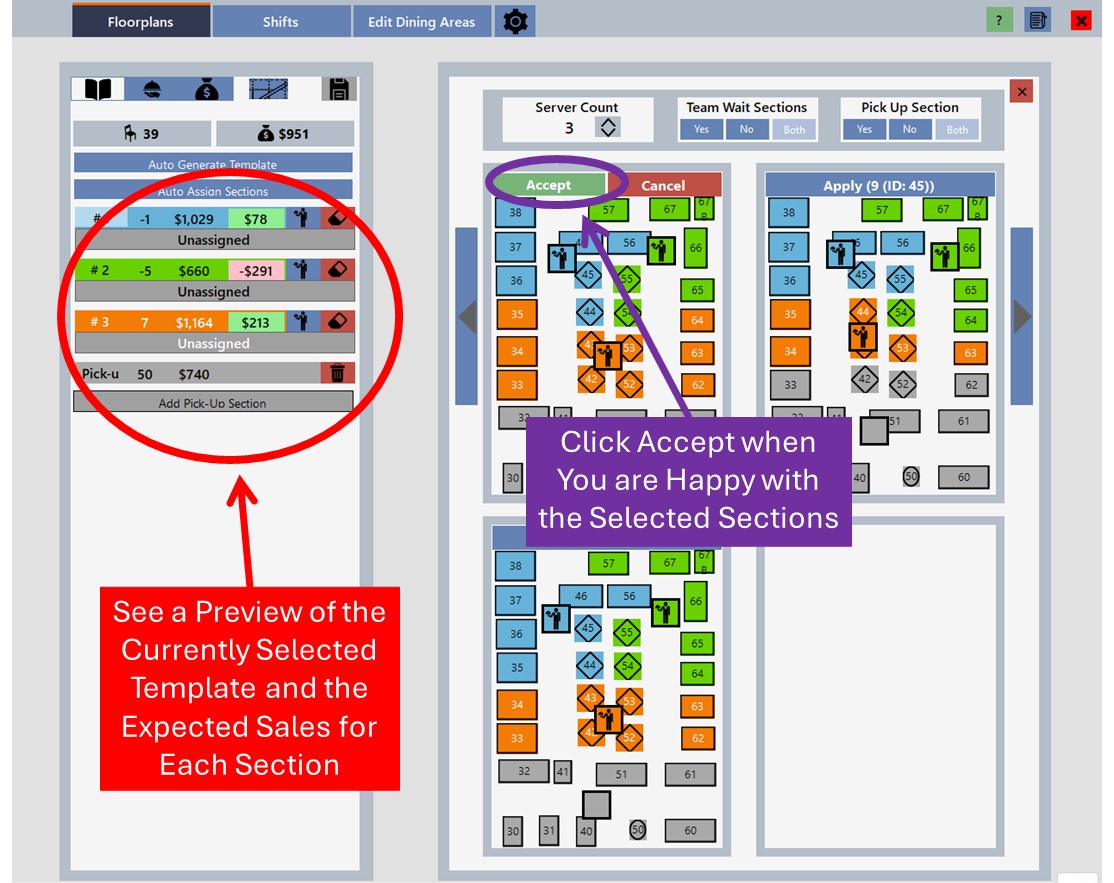 Floorplans
Shifts
Edit Dining Areas
?
39
$951
Auto Generate Template
Auto Assign Sections
# -1 $1,029 $78
Unassigned
# 2 -5 $660 -$291
Unassigned
# 3 7 $1,164 $213
Unassigned
Pick-u 50 $740
Add Pick-Up Section
See a Preview of the
Currently Selected
Template and the
Expected Sales for
Each Section
Server Count
3
Team Wait Sections
Yes No Both
Pick Up Section
Yes No Both
Accept
Cancel
38 57 67 67 B
37 56 66
36 45 55
65
35 44
64
34 53 63
33 42 52 62
30
Apply (9 (ID: 45))
38 57 67 67 B
37 56 66
36 45 55
65
35 44 54 64
34 53 63
33 42 52 62
51 61
40 50 60
Click Accept when
You are Happy with
the Selected Sections
38 57 67 67 B
37 46 56 66
36 45 55 65
35 44 54 64
34 43 53 63
33 52 62
32 41 51 61
30 31 40 50 60